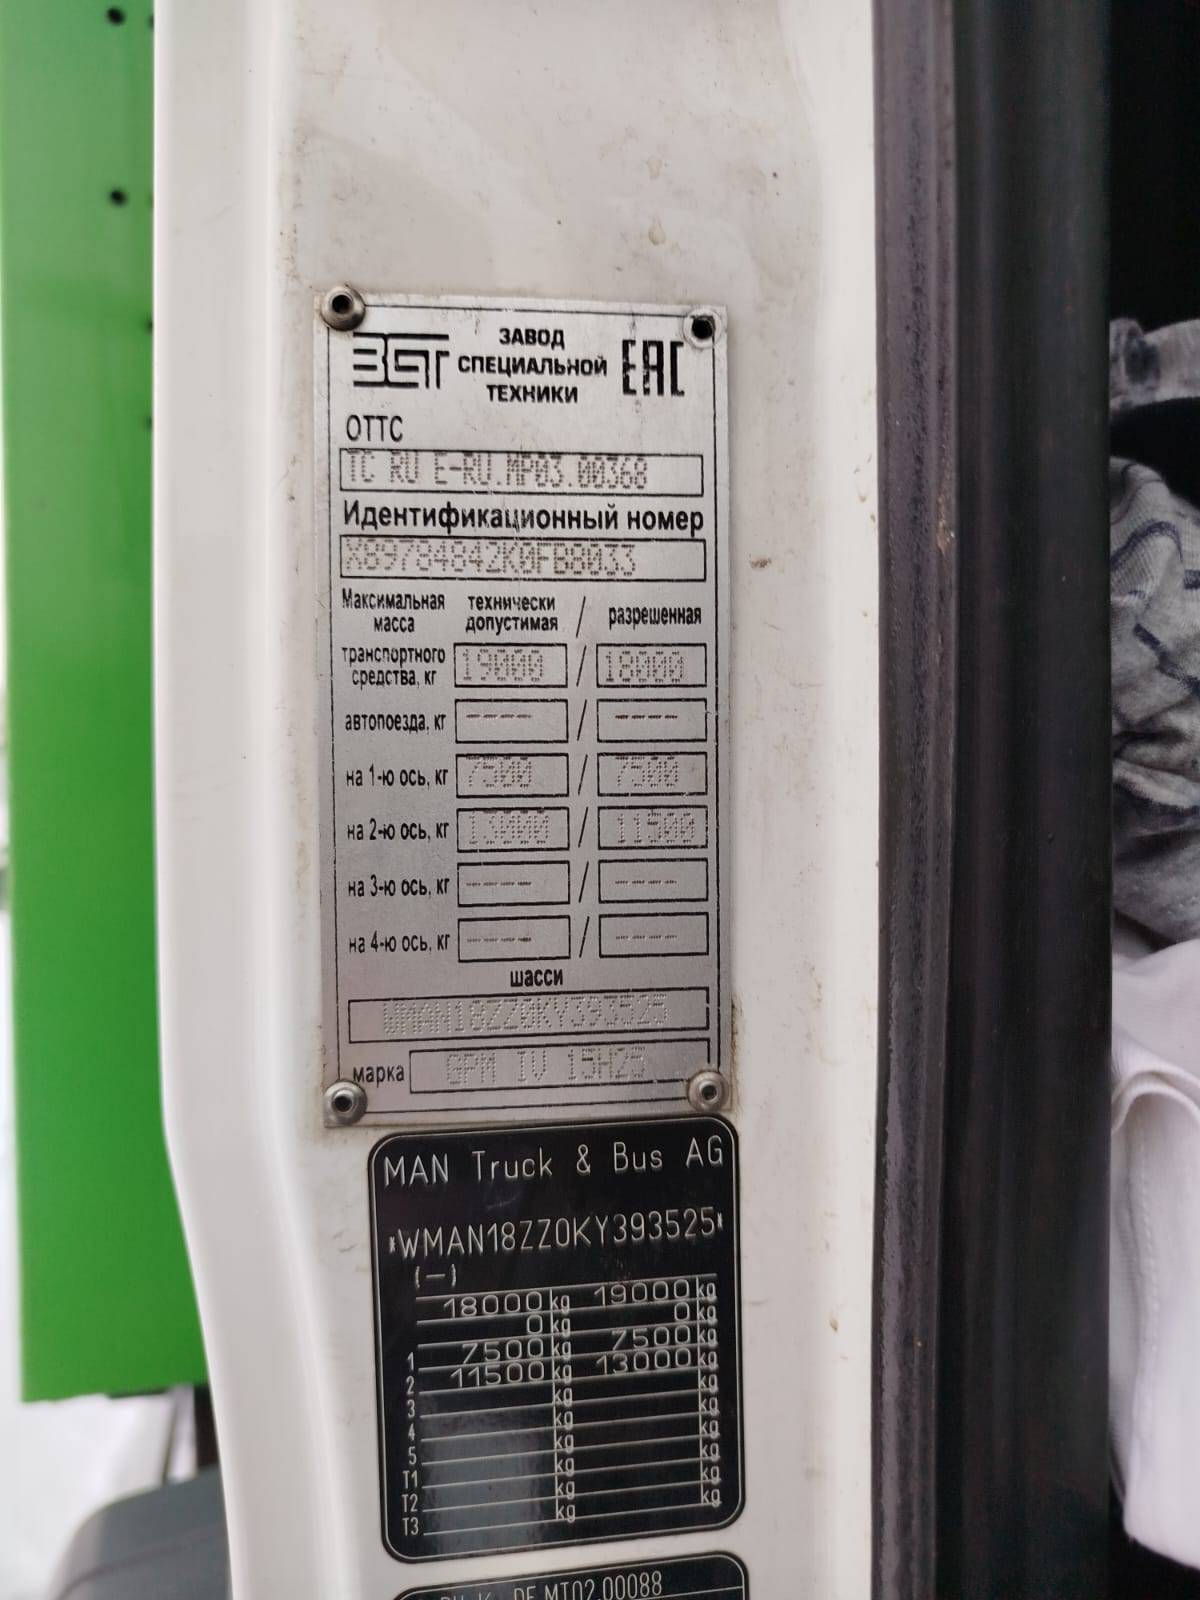 ЗСТ ЗАВОД СПЕЦИАЛЬНОЙ ТЕХНИКИ EAC
ОТТС
TC RU E-RU.MP03.00368
Идентификационный номер
X89784842K0FB8033
Максимальная масса технически допустимая / разрешенная
транспортного средства, кг 19000 / 18000
автопоезда, кг ---- / ----
на 1-ю ось, кг 7500 / 7500
на 2-ю ось, кг 13000 / 11500
на 3-ю ось, кг ---- / ----
на 4-ю ось, кг ---- / ----
шасси
WMAN18ZZ0KY393525
марка GPM IV 15H25
MAN Truck & Bus AG
*WMAN18ZZ0KY393525*
(–)
18000 kg 19000 kg
0 kg 0 kg
1 7500 kg 7500 kg
2 11500 kg 13000 kg
3 kg kg
4 kg kg
5 kg kg
T1 kg kg
T2 kg kg
T3 kg kg
DE.MT02.00088